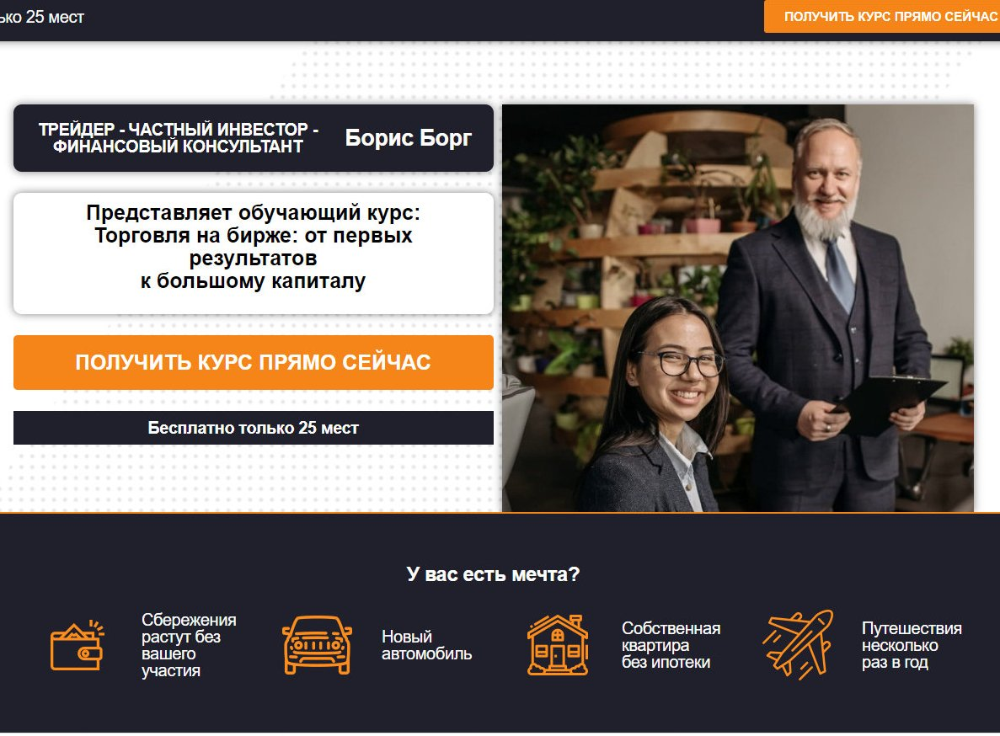 25 мест
ПОЛУЧИТЬ КУРС ПРЯМО СЕЙЧАС
ТРЕЙДЕР - ЧАСТНЫЙ ИНВЕСТОР -
ФИНАНСОВЫЙ КОНСУЛЬТАНТ
Борис Борг
Представляет обучающий курс:
Торговля на бирже: от первых
результатов
к большому капиталу
ПОЛУЧИТЬ КУРС ПРЯМО СЕЙЧАС
Бесплатно только 25 мест
У вас есть мечта?
Сбережения
растут без
вашего
участия
Новый
автомобиль
Собственная
квартира
без ипотеки
Путешествия
несколько
раз в год